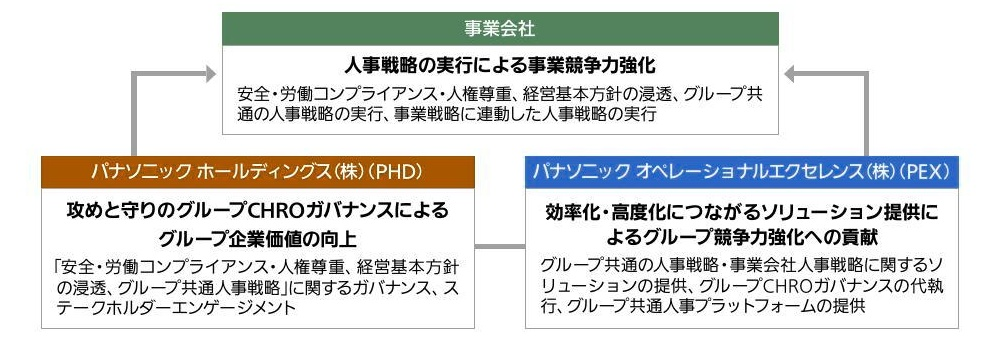 事業会社
人事戦略の実行による事業競争力強化
安全・労働コンプライアンス・人権尊重、経営基本方針の浸透、グループ共
通の人事戦略の実行、事業戦略に連動した人事戦略の実行
パナソニック ホールディングス(株)(PHD)
攻めと守りのグループCHROガバナンスによる
グループ企業価値の向上
「安全・労働コンプライアンス・人権尊重、経営基本方針
の浸透、グループ共通人事戦略」に関するガバナンス、ス
テークホルダーエンゲージメント
パナソニック オペレーショナルエクセレンス(株)(PEX)
効率化・高度化につながるソリューション提供に
よるグループ競争力強化への貢献
グループ共通の人事戦略・事業会社人事戦略に関するソ
リューションの提供、グループCHROガバナンスの代執
行、グループ共通人事プラットフォームの提供